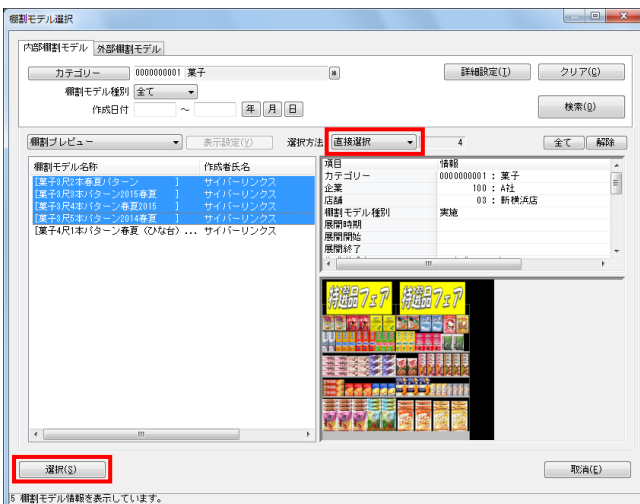 棚割モデル選択
内部棚割モデル 外部棚割モデル
カテゴリー 0000000001 菓子
詳細設定(I) クリア(C)
棚割モデル種別 全て
作成日付 ～ 年 月 日
検索(Q)
棚割プレビュー 表示設定(Y) 選択方法 直接選択 4 全て 解除
棚割モデル名称 作成者氏名
[菓子3尺2本春夏パターン ] サイバーリンクス
[菓子3尺3本パターン2015春夏 ] サイバーリンクス
[菓子3尺4本パターン春夏2015 ] サイバーリンクス
[菓子3尺5本パターン2014春夏 ] サイバーリンクス
[菓子4尺1本パターン春夏（ひな台）... サイバーリンクス
項目 情報
カテゴリー 0000000001 : 菓子
企業 100 : A社
店舗 03 : 新横浜店
棚割モデル種別 実施
展開時期
展開開始
展開終了
特選品フェア 特選品フェア
選択(S) 取消(E)
5 棚割モデル情報を表示しています。